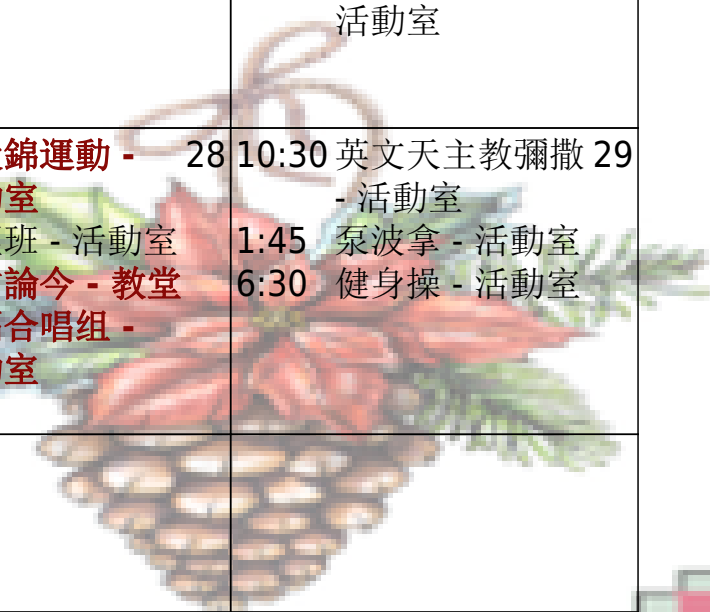 活動室
錦運動 - 28
室
班 - 活動室
論今 - 教堂
合唱组 -
室
10:30 英文天主教彌撒 29
- 活動室
1:45 泵波拿 - 活動室
6:30 健身操 - 活動室